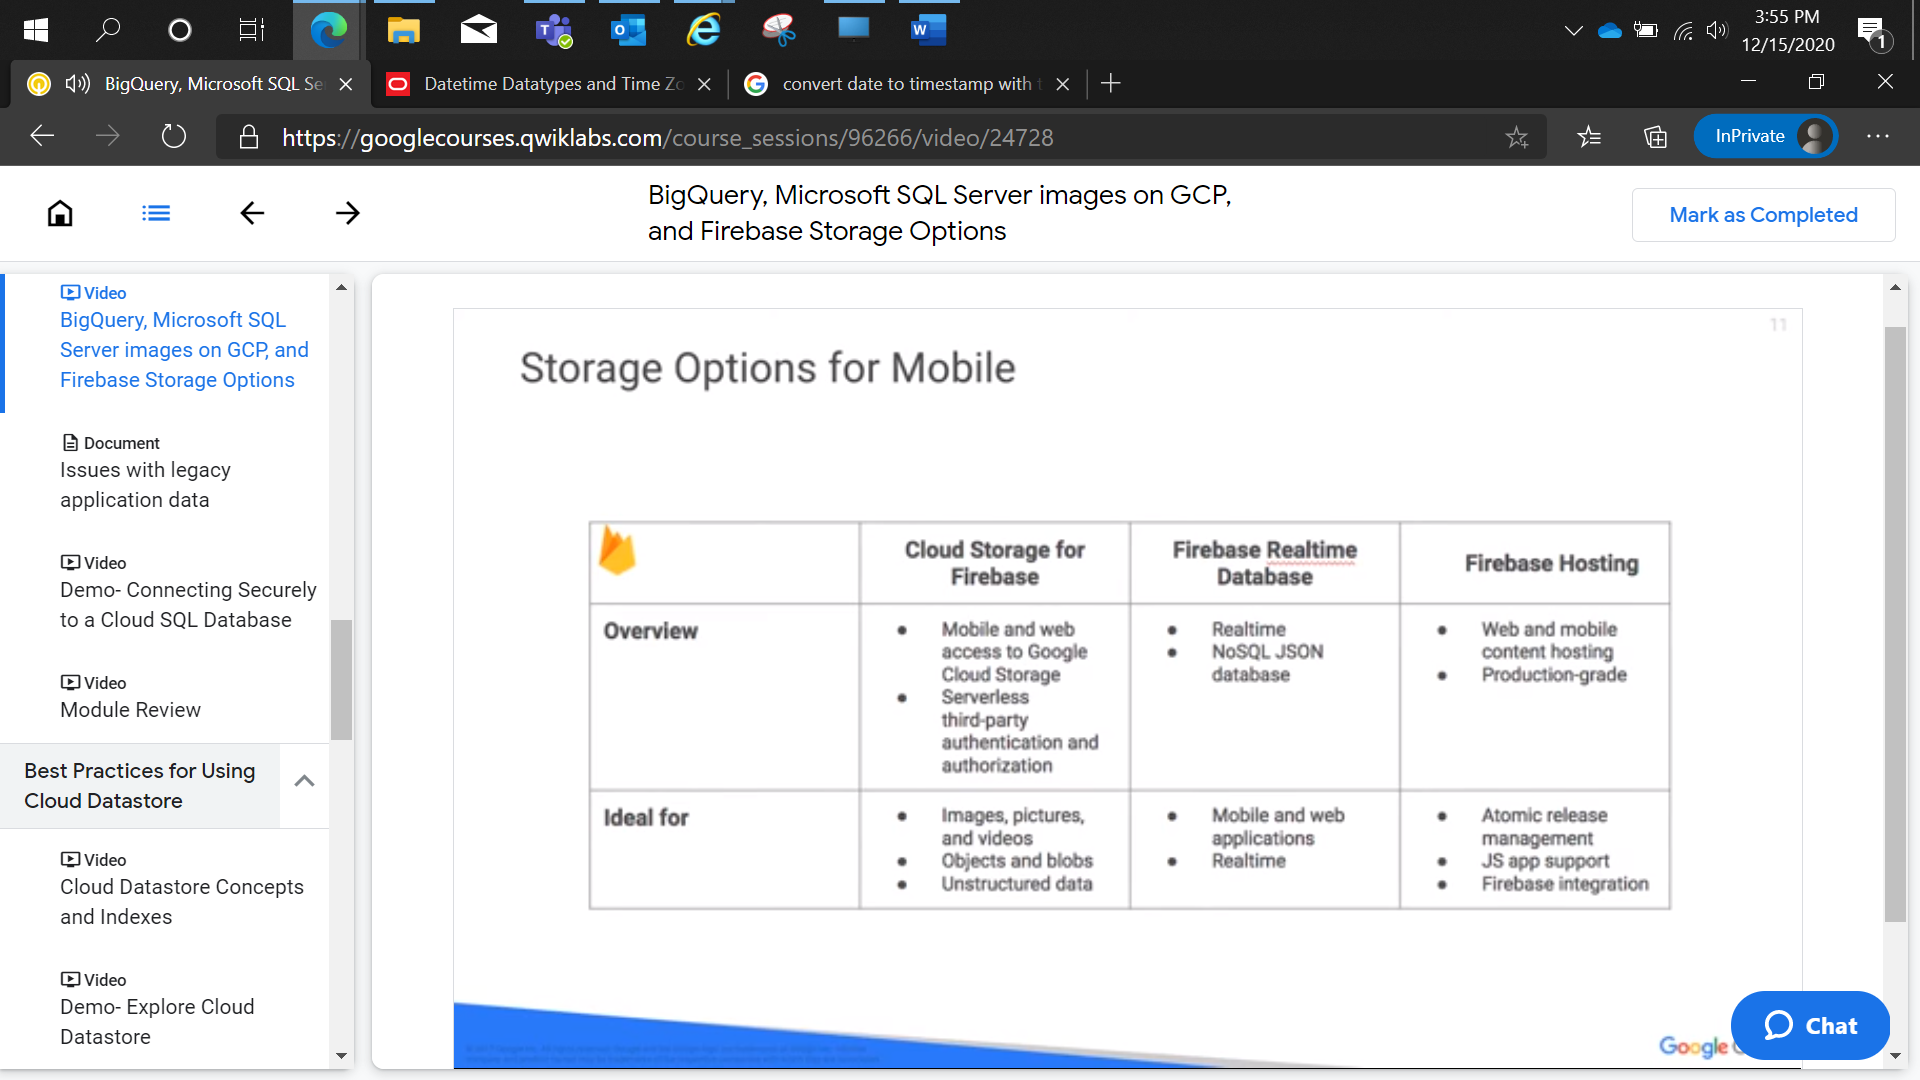 3:55 PM
12/15/2020
1
BigQuery, Microsoft SQL Se
Datetime Datatypes and Time Zo
convert date to timestamp with t
https://googlecourses.qwiklabs.com/course_sessions/96266/video/24728
InPrivate
BigQuery, Microsoft SQL Server images on GCP,
and Firebase Storage Options
Mark as Completed
Video
BigQuery, Microsoft SQL
Server images on GCP, and
Firebase Storage Options
Document
Issues with legacy
application data
Video
Demo- Connecting Securely
to a Cloud SQL Database
Video
Module Review
Best Practices for Using
Cloud Datastore
Video
Cloud Datastore Concepts
and Indexes
Video
Demo- Explore Cloud
Datastore
11
Storage Options for Mobile
Cloud Storage for
Firebase
Firebase Realtime
Database
Firebase Hosting
Overview
• Mobile and web
access to Google
Cloud Storage
• Serverless
third-party
authentication and
authorization
• Realtime
• NoSQL JSON
database
• Web and mobile
content hosting
• Production-grade
Ideal for
• Images, pictures,
and videos
• Objects and blobs
• Unstructured data
• Mobile and web
applications
• Realtime
• Atomic release
management
• JS app support
• Firebase integration
Google
Chat